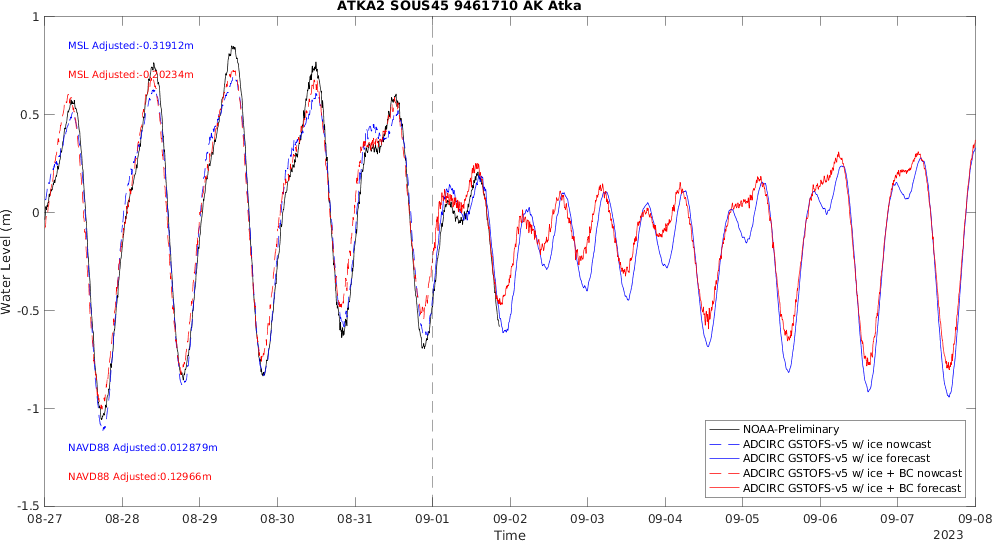 ATKA2 SOUS45 9461710 AK Atka
MSL Adjusted:-0.31912m
MSL Adjusted:-0.20234m
NAVD88 Adjusted:0.012879m
NAVD88 Adjusted:0.12966m
Water Level (m)
1
0.5
0
-0.5
-1
-1.5
NOAA-Preliminary
ADCIRC GSTOFS-v5 w/ ice nowcast
ADCIRC GSTOFS-v5 w/ ice forecast
ADCIRC GSTOFS-v5 w/ ice + BC nowcast
ADCIRC GSTOFS-v5 w/ ice + BC forecast
08-27 08-28 08-29 08-30 08-31 09-01 09-02 09-03 09-04 09-05 09-06 09-07 09-08
Time
2023